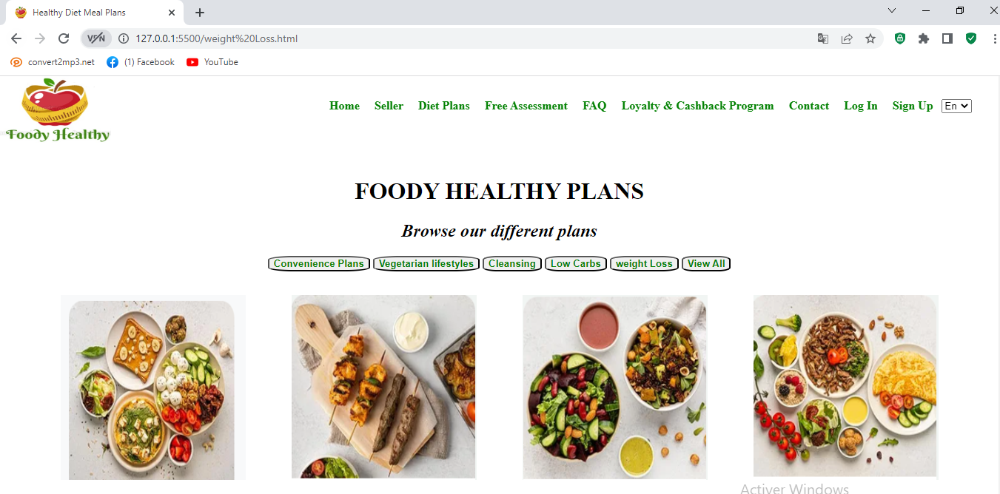 Healthy Diet Meal Plans
VPN 127.0.0.1:5500/weight%20Loss.html
convert2mp3.net (1) Facebook YouTube
Foody Healthy
Home Seller Diet Plans Free Assessment FAQ Loyalty & Cashback Program Contact Log In Sign Up En
FOODY HEALTHY PLANS
Browse our different plans
Convenience Plans Vegetarian lifestyles Cleansing Low Carbs weight Loss View All
Activer Windows